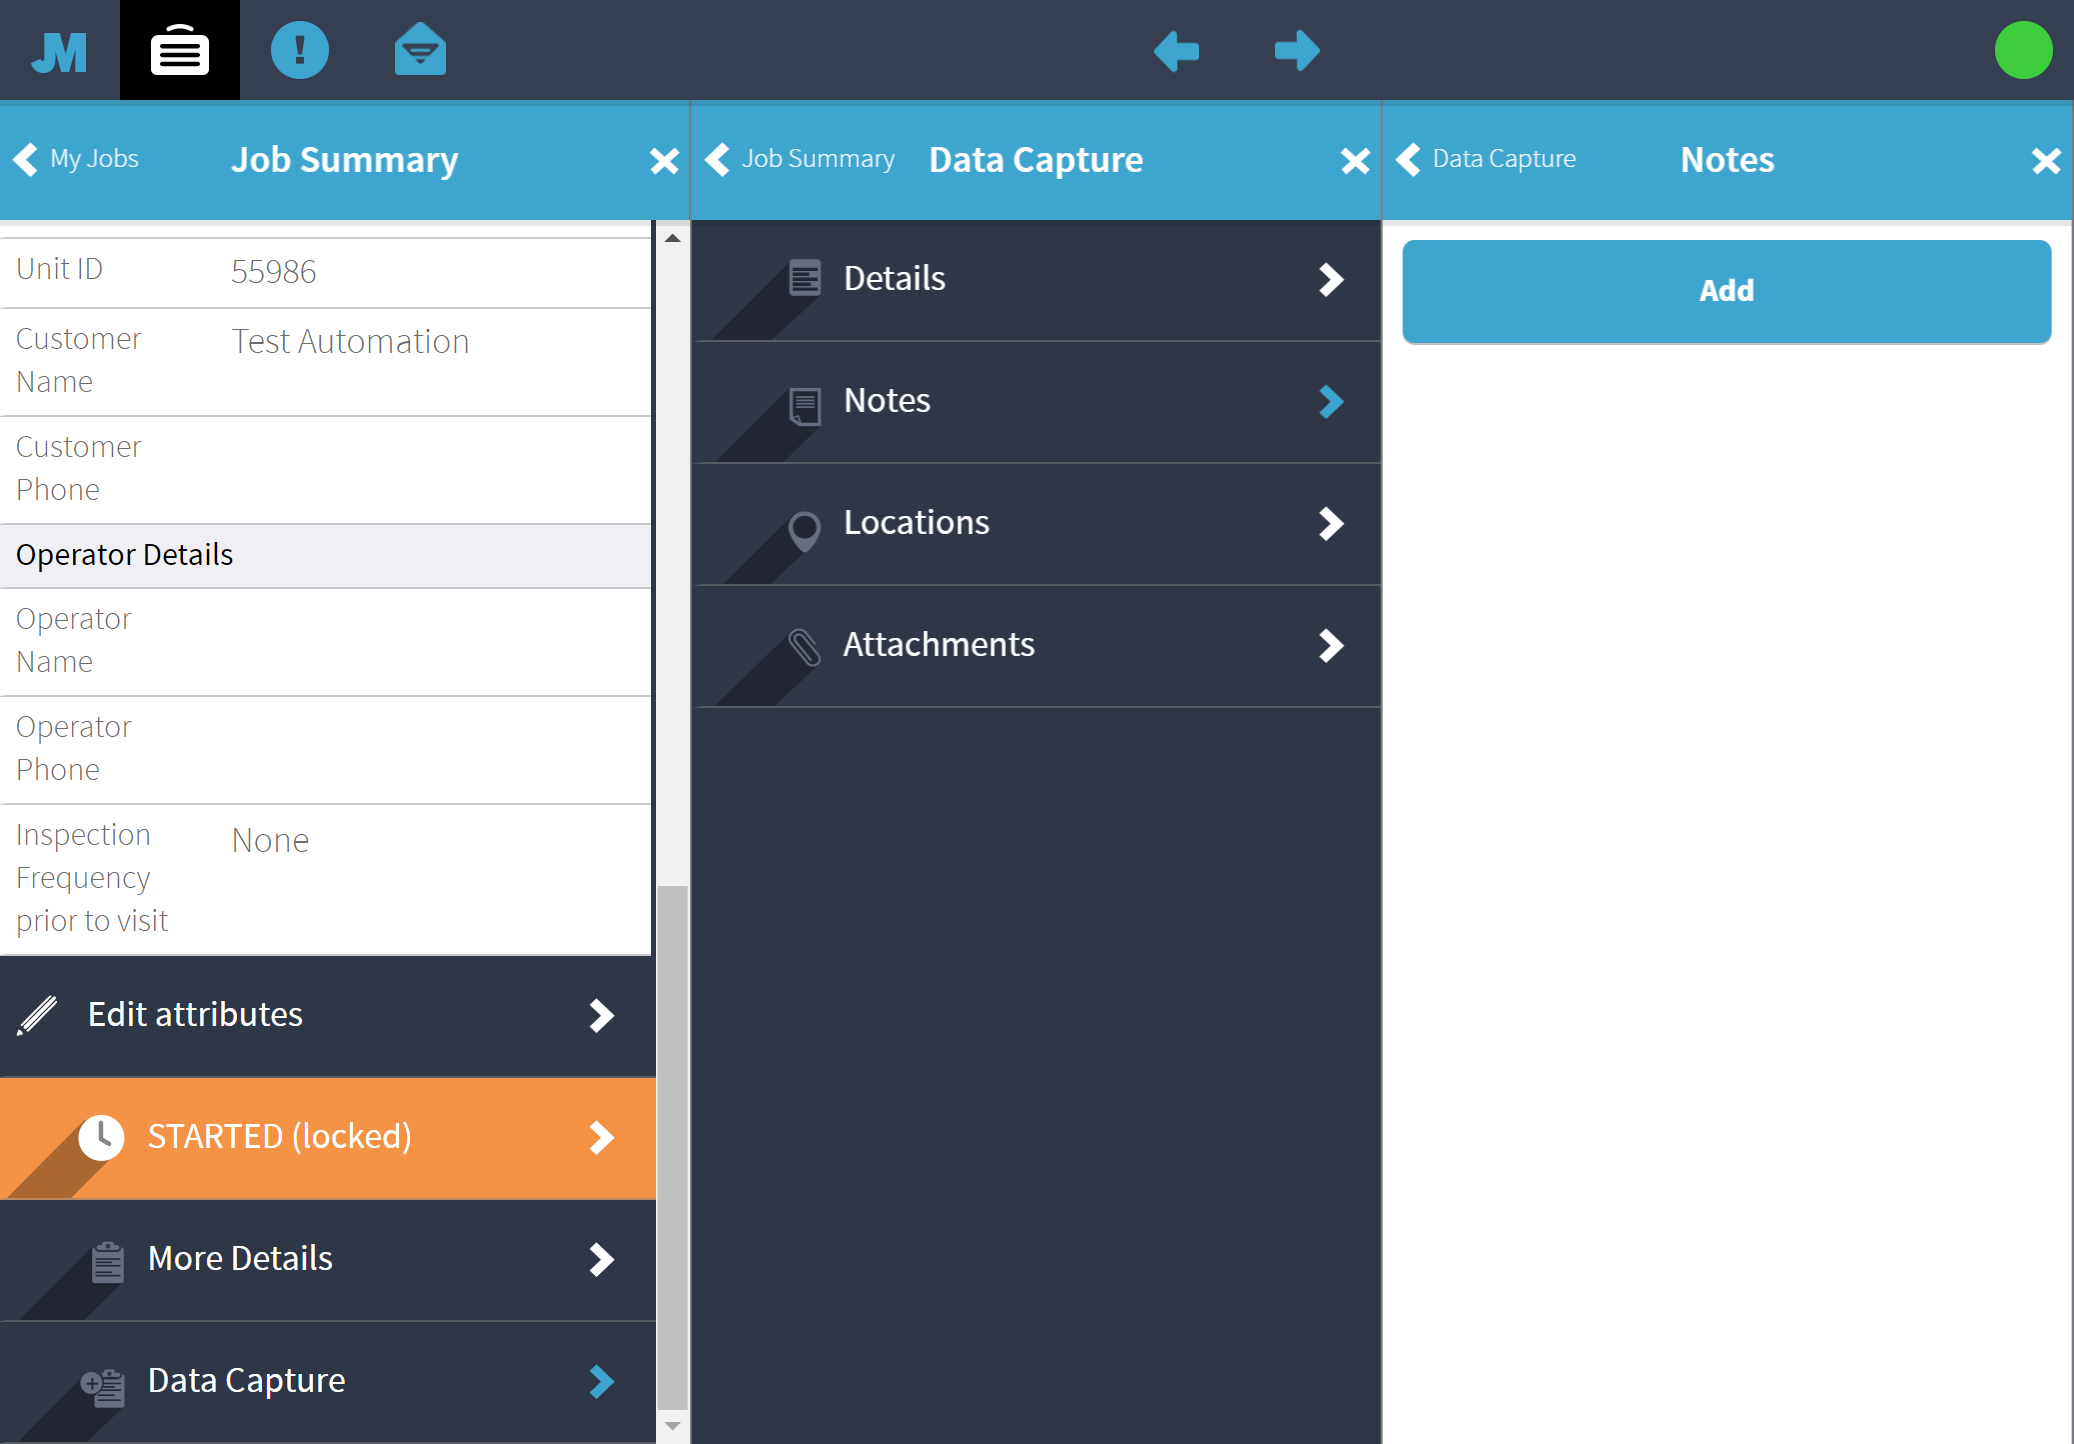 JM
My Jobs
Job Summary
Unit ID
55986
Customer
Name
Test Automation
Customer
Phone
Operator Details
Operator
Name
Operator
Phone
Inspection
Frequency
prior to visit
None
Edit attributes
STARTED (locked)
More Details
Data Capture
Job Summary
Data Capture
Details
Notes
Locations
Attachments
Data Capture
Notes
Add